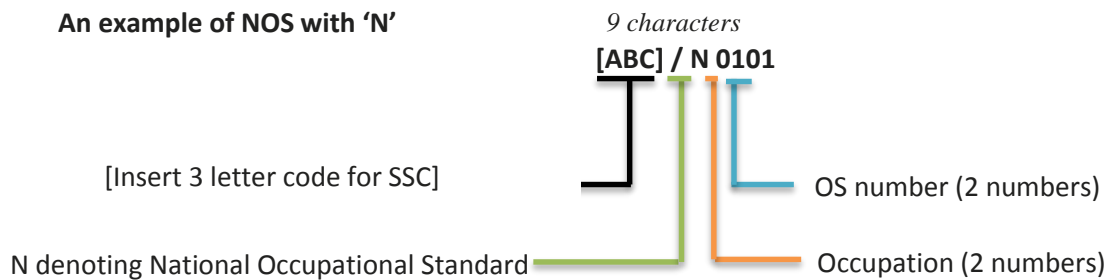 An example of NOS with ‘N’
9 characters
[ABC] / N 0101
[Insert 3 letter code for SSC]
OS number (2 numbers)
N denoting National Occupational Standard
Occupation (2 numbers)